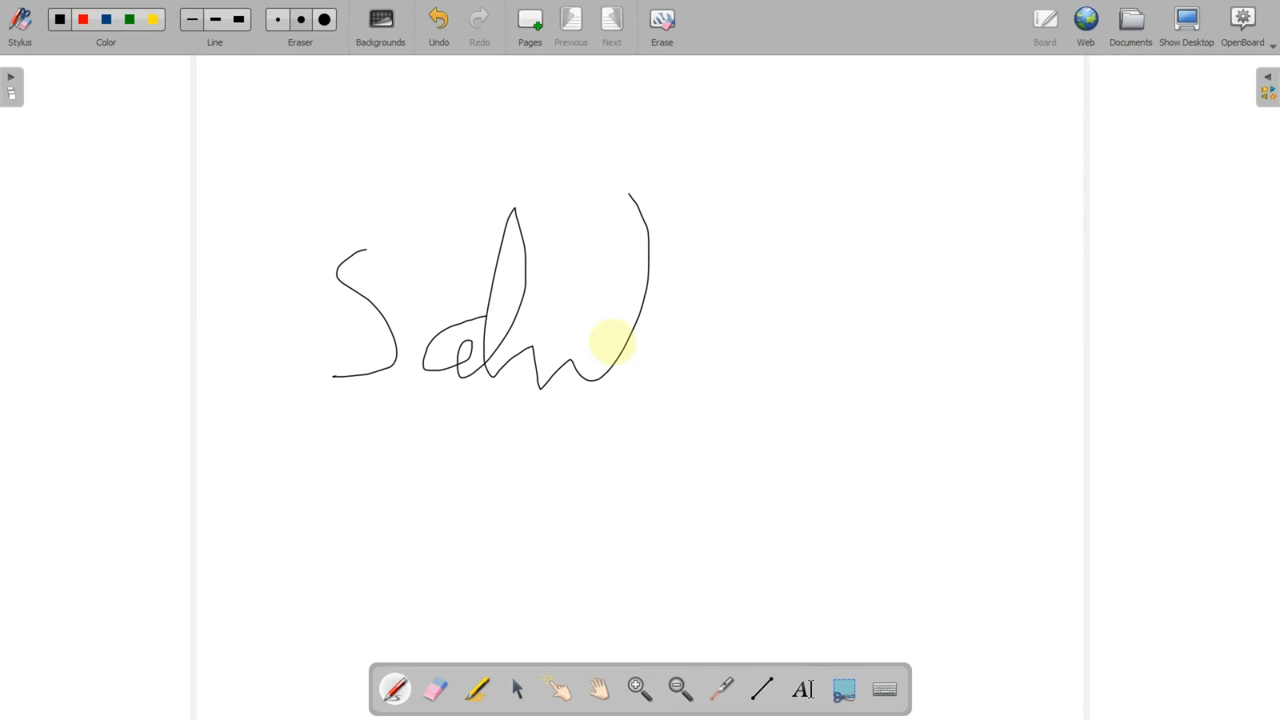 Stylus
Color
Line
Eraser
Backgrounds
Undo
Redo
Pages
Previous
Next
Erase
Board
Web
Documents
Show Desktop
OpenBoard